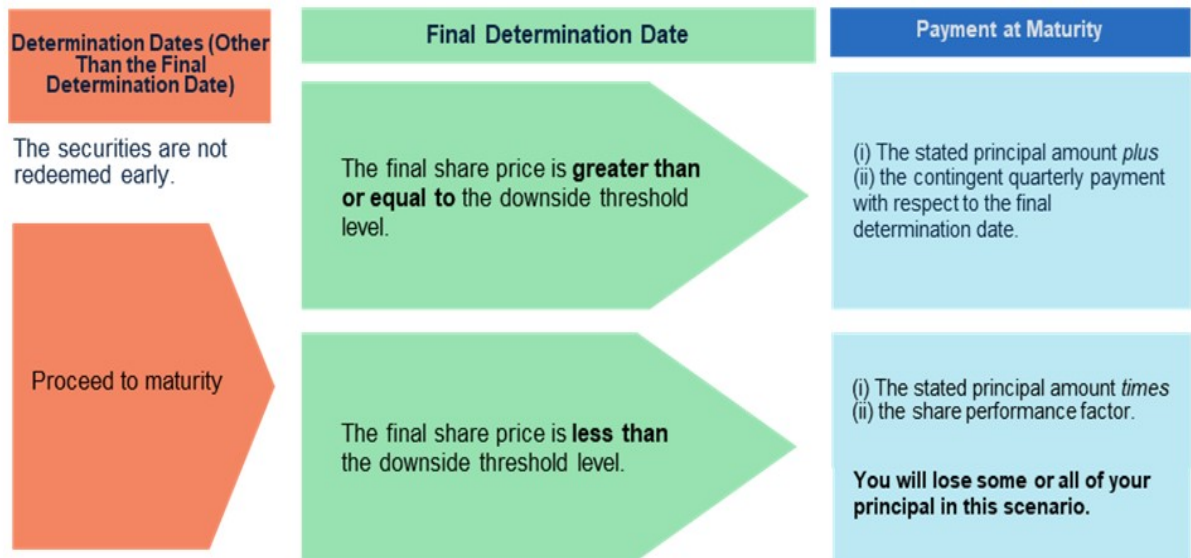 Determination Dates (Other
Than the Final
Determination Date)
The securities are not
redeemed early.
Proceed to maturity
Final Determination Date
The final share price is greater than
or equal to the downside threshold
level.
The final share price is less than
the downside threshold level.
Payment at Maturity
(i) The stated principal amount plus
(ii) the contingent quarterly payment
with respect to the final
determination date.
(i) The stated principal amount times
(ii) the share performance factor.
You will lose some or all of your
principal in this scenario.